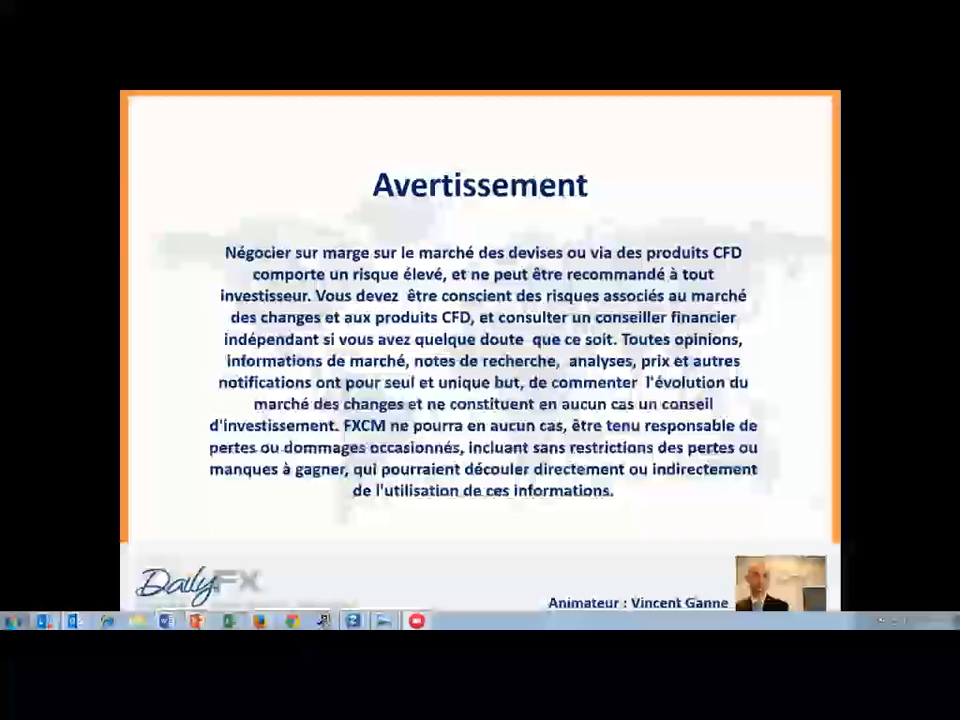 Avertissement
Négocier sur marge sur le marché des devises ou via des produits CFD
comporte un risque élevé, et ne peut être recommandé à tout
investisseur. Vous devez être conscient des risques associés au marché
des changes et aux produits CFD, et consulter un conseiller financier
indépendant si vous avez quelque doute que ce soit. Toutes opinions,
informations de marché, notes de recherche, analyses, prix et autres
notifications ont pour seul et unique but, de commenter l'évolution du
marché des changes et ne constituent en aucun cas un conseil
d'investissement. FXCM ne pourra en aucun cas, être tenu responsable de
pertes ou dommages occasionnés, incluant sans restrictions des pertes ou
manques à gagner, qui pourraient découler directement ou indirectement
de l'utilisation de ces informations.
DailyFX
Animateur : Vincent Ganne